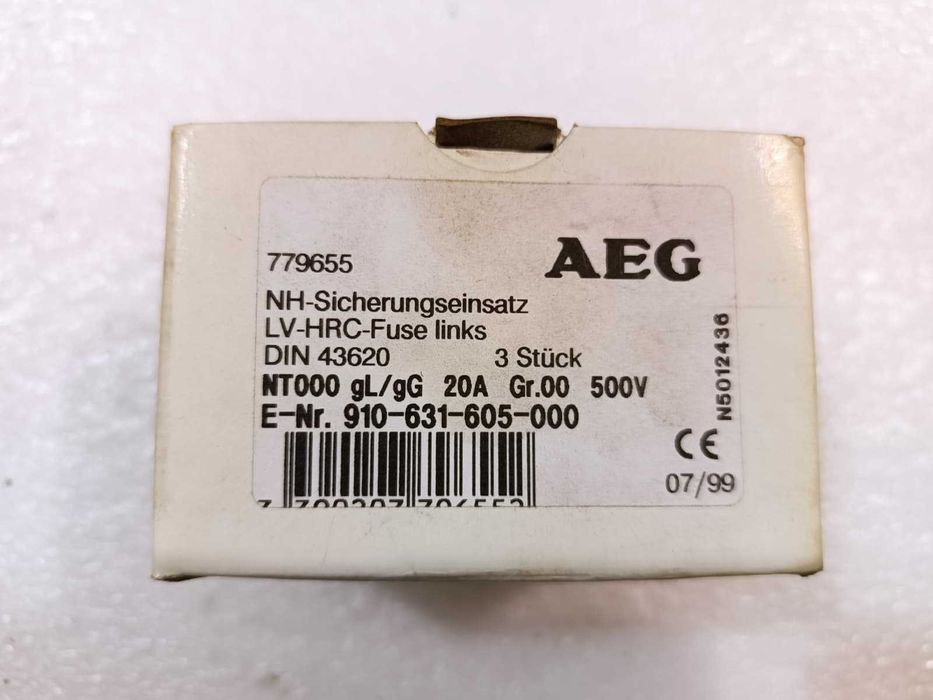 779655
AEG
NH-Sicherungseinsatz
LV-HRC-Fuse links
DIN 43620 3 Stück
NT000 gL/gG 20A Gr.00 500V
E-Nr. 910-631-605-000
N5012436
CE
07/99